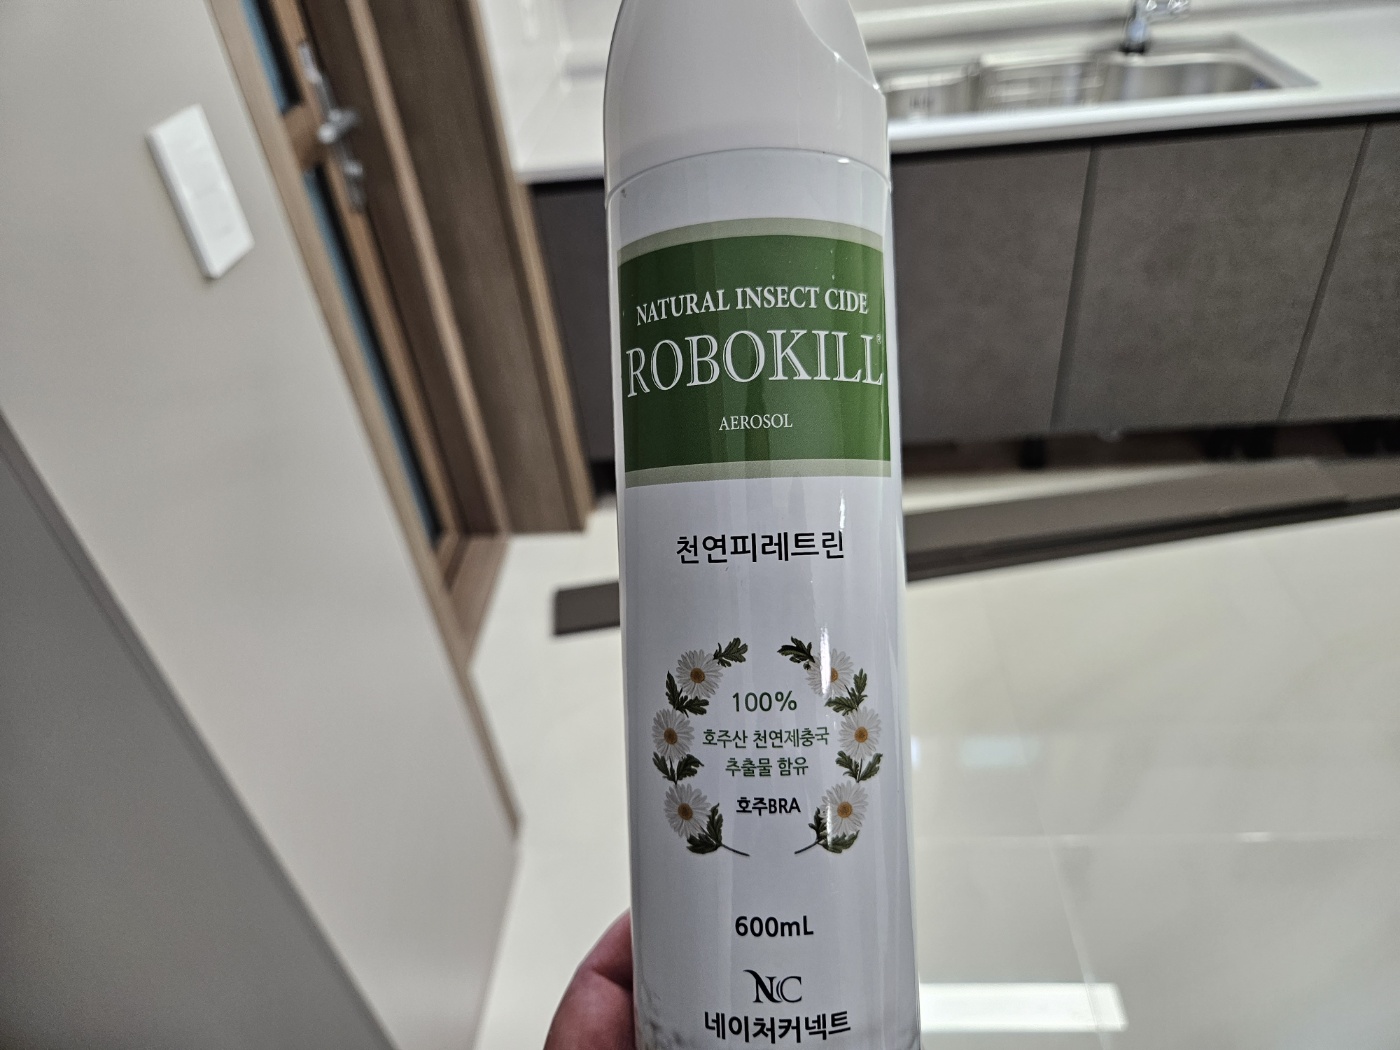 NATURAL INSECT CIDE
ROBOKILL®
AEROSOL
천연피레트린
100%
호주산 천연제충국
추출물 함유
호주BRA
600mL
NC
네이처커넥트